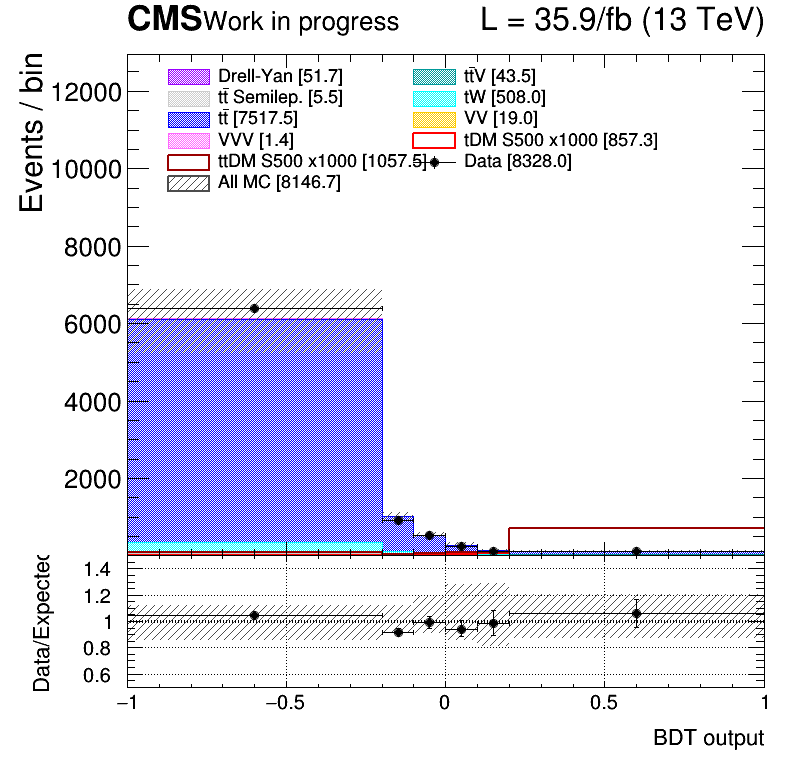 CMS Work in progress L = 35.9/fb (13 TeV)
Events / bin
Drell-Yan [51.7] tt̄V [43.5]
tt̄ Semilep. [5.5] tW [508.0]
tt̄ [7517.5] VV [19.0]
VVV [1.4] tDM S500 x1000 [857.3]
ttDM S500 x1000 [1057.5] Data [8328.0]
All MC [8146.7]
12000
10000
8000
6000
4000
2000
Data/Expected
1.4
1.2
1
0.8
0.6
−1 −0.5 0 0.5 1
BDT output